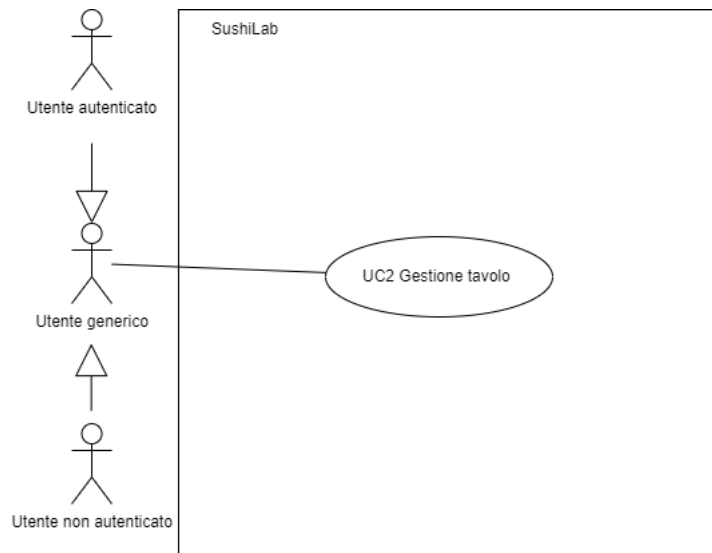 SushiLab
Utente autenticato
UC2 Gestione tavolo
Utente generico
Utente non autenticato